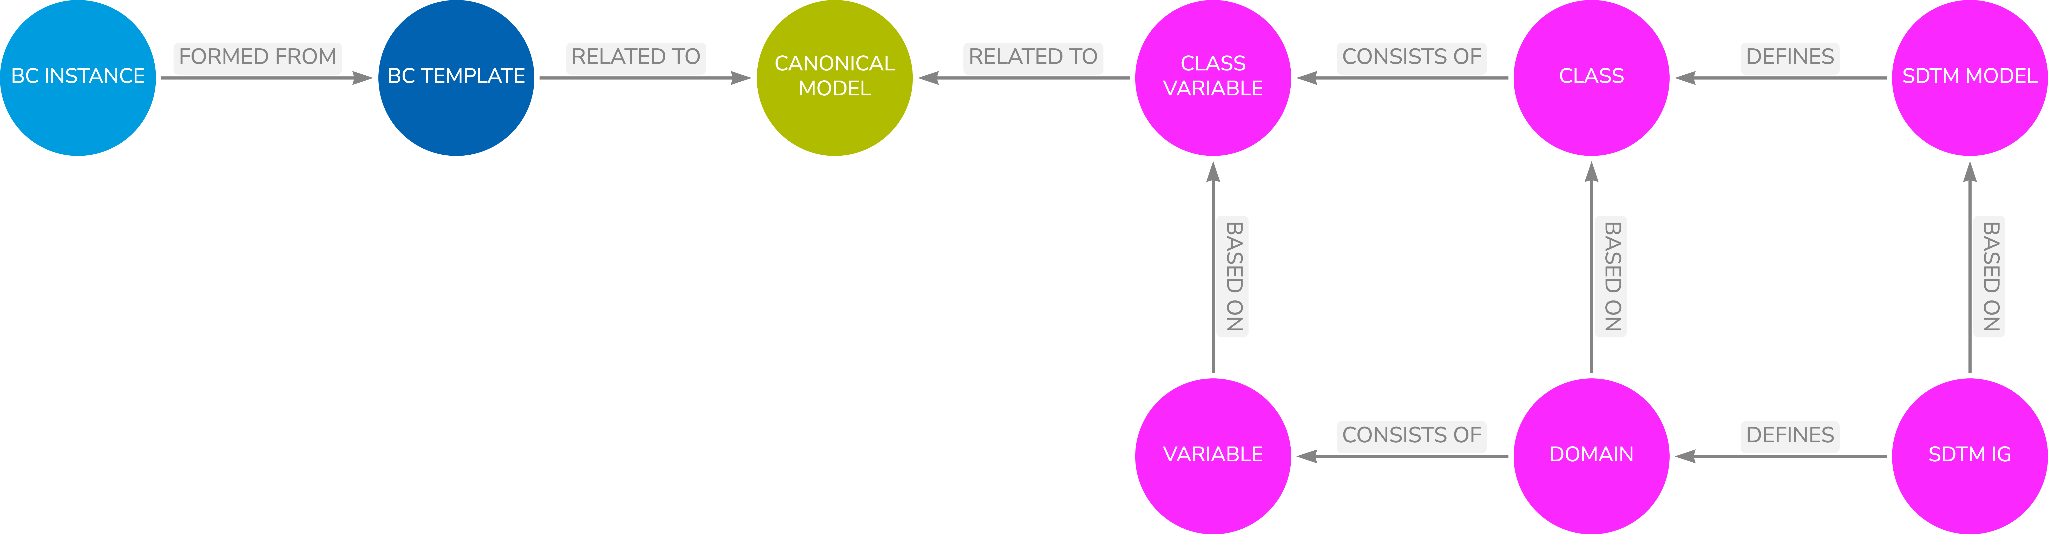 BC INSTANCE
FORMED FROM
BC TEMPLATE
RELATED TO
CANONICAL
MODEL
RELATED TO
CLASS
VARIABLE
CONSISTS OF
CLASS
DEFINES
SDTM MODEL
BASED ON
BASED ON
BASED ON
VARIABLE
CONSISTS OF
DOMAIN
DEFINES
SDTM IG